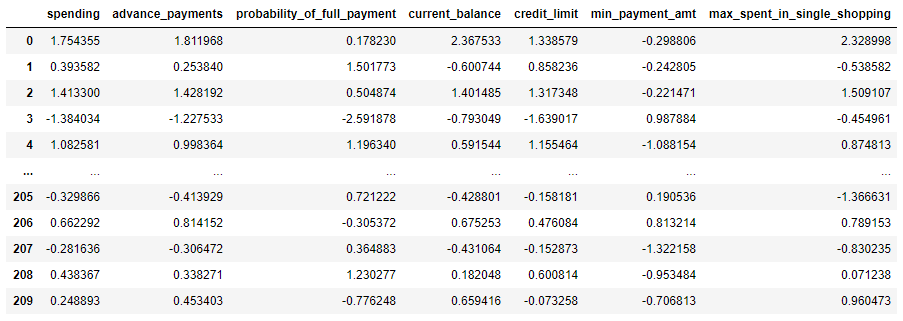 spending advance_payments probability_of_full_payment current_balance credit_limit min_payment_amt max_spent_in_single_shopping
0 1.754355 1.811968 0.178230 2.367533 1.338579 -0.298806 2.328998
1 0.393582 0.253840 1.501773 -0.600744 0.858236 -0.242805 -0.538582
2 1.413300 1.428192 0.504874 1.401485 1.317348 -0.221471 1.509107
3 -1.384034 -1.227533 -2.591878 -0.793049 -1.639017 0.987884 -0.454961
4 1.082581 0.998364 1.196340 0.591544 1.155464 -1.088154 0.874813
... ... ... ... ... ... ... ...
205 -0.329866 -0.413929 0.721222 -0.428801 -0.158181 0.190536 -1.366631
206 0.662292 0.814152 -0.305372 0.675253 0.476084 0.813214 0.789153
207 -0.281636 -0.306472 0.364883 -0.431064 -0.152873 -1.322158 -0.830235
208 0.438367 0.338271 1.230277 0.182048 0.600814 -0.953484 0.071238
209 0.248893 0.453403 -0.776248 0.659416 -0.073258 -0.706813 0.960473